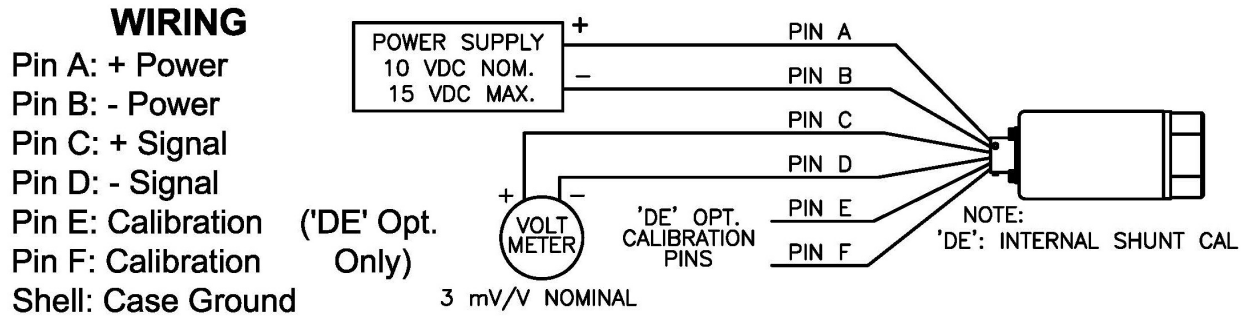 WIRING
Pin A: + Power
Pin B: - Power
Pin C: + Signal
Pin D: - Signal
Pin E: Calibration ('DE' Opt.
Pin F: Calibration Only)
Shell: Case Ground
POWER SUPPLY
10 VDC NOM.
15 VDC MAX.
+
−
PIN A
PIN B
PIN C
PIN D
PIN E
PIN F
+ −
VOLT
METER
3 mV/V NOMINAL
'DE' OPT.
CALIBRATION
PINS
NOTE:
'DE': INTERNAL SHUNT CAL